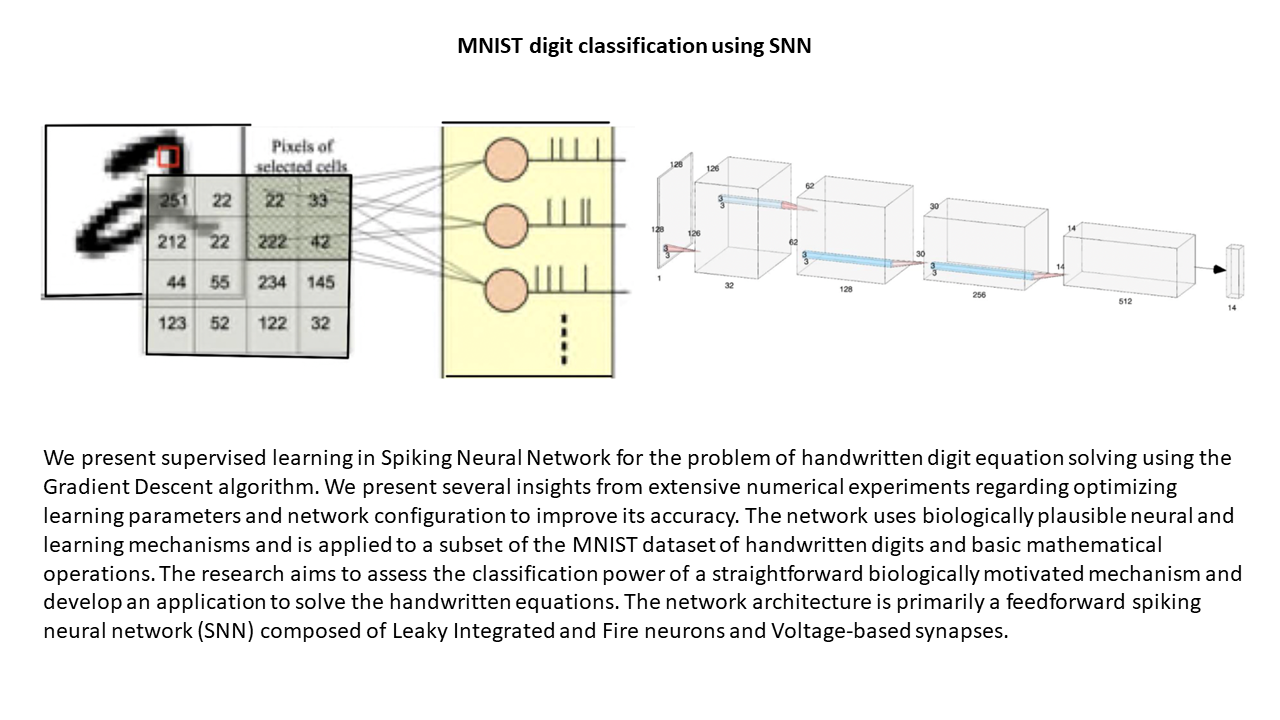 MNIST digit classification using SNN
Pixels of
selected cells
251 22 22 33
212 22 222 42
44 55 234 145
123 52 122 32
128
128
3
3
1
126
126
3
3
32
62
62
3
3
128
30
30
3
3
256
14
14
512
14
We present supervised learning in Spiking Neural Network for the problem of handwritten digit equation solving using the
Gradient Descent algorithm. We present several insights from extensive numerical experiments regarding optimizing
learning parameters and network configuration to improve its accuracy. The network uses biologically plausible neural and
learning mechanisms and is applied to a subset of the MNIST dataset of handwritten digits and basic mathematical
operations. The research aims to assess the classification power of a straightforward biologically motivated mechanism and
develop an application to solve the handwritten equations. The network architecture is primarily a feedforward spiking
neural network (SNN) composed of Leaky Integrated and Fire neurons and Voltage-based synapses.